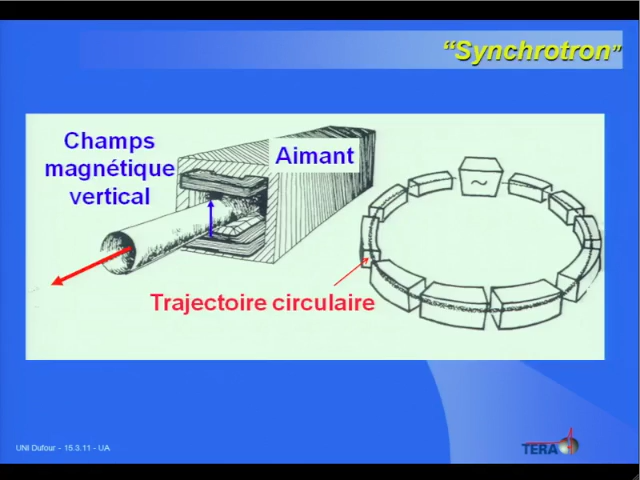 “Synchrotron”
Champs
magnétique
vertical
Aimant
~
Trajectoire circulaire
UNI Dufour - 15.3.11 - UA
TERA